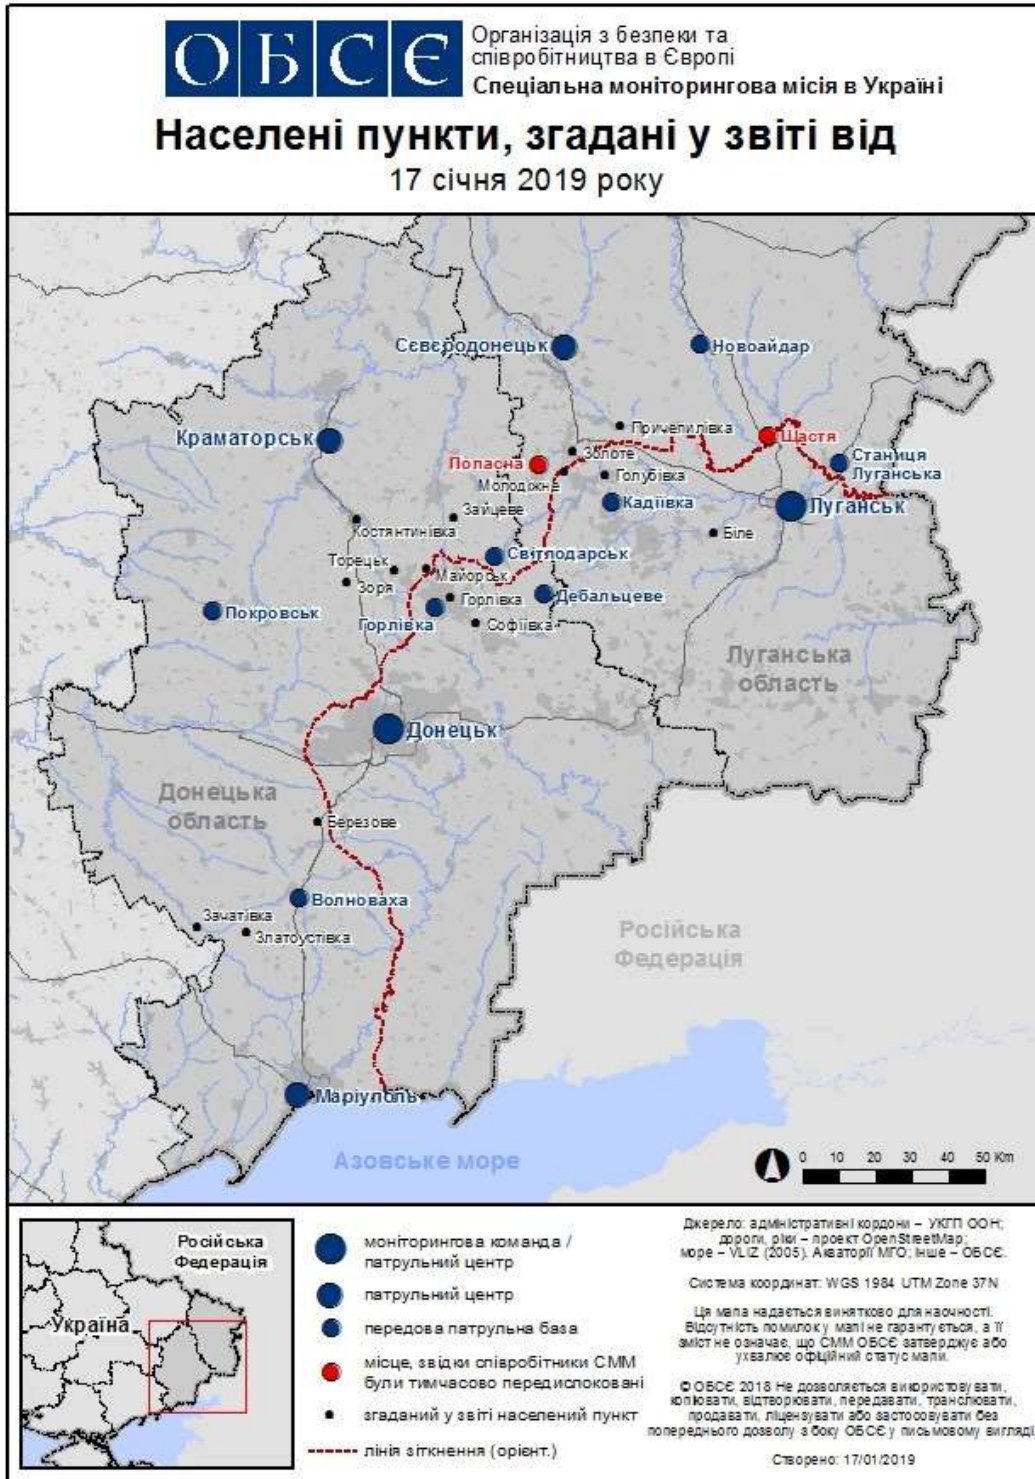 ОБСЄ
Організація з безпеки та
співробітництва в Європі
Спеціальна моніторингова місія в Україні
Населені пункти, згадані у звіті від
17 січня 2019 року
Сєвєродонецьк
Новоайдар
Краматорськ
Причепилівка
Щастя
Попасна
Золоте
Станиця
Луганська
Молодіжне
Голубівка
Кадіївка
Луганськ
Зайцеве
Костянтинівка
Біле
Світлодарськ
Торецьк
Майорськ
Зоря
Горлівка
Дебальцеве
Покровськ
Горлівка
Софіївка
Луганська
область
Донецьк
Донецька
область
Березове
Волноваха
Зачатівка
Златоустівка
Російська
Федерація
Маріуполь
Азовське море
0 10 20 30 40 50 Km
Російська
Федерація
Україна
моніторингова команда /
патрульний центр
патрульний центр
передова патрульна база
місце, звідки співробітники СММ
були тимчасово передислоковані
згаданий у звіті населений пункт
лінія зіткнення (орієнт.)
Джерело: адміністративні кордони – УКГП ООН;
дороги, ріки – проект OpenStreetMap;
море – VLIZ (2005). Акваторії МГО; інше – ОБСЄ.
Система координат: WGS 1984 UTM Zone 37N
Ця мапа надається винятково для наочності.
Відсутність помилок у мапі не гарантується, а її
зміст не означає, що СММ ОБСЄ затверджує або
ухвалює офіційний статус мапи.
© ОБСЄ 2018 Не дозволяється використовувати,
копіювати, відтворювати, передавати, транслювати,
продавати, ліцензувати або застосовувати без
попереднього дозволу з боку ОБСЄ у письмовому вигляді.
Створено: 17/01/2019